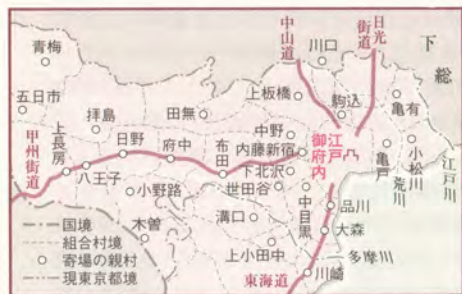 青梅
五日市
拝島
田無
上板橋
中山道
川口
日光
街道
下
総
駒込
亀有
中野
内藤新宿
江戸
御府内
亀戸
小松川
荒川
江戸川
甲州街道
上長房
八王子
日野
府中
布田
下北沢
世田谷
小野路
木曽
溝口
中目黒
上小田中
品川
大森
多摩川
川崎
東海道
国境
組合村境
寄場の親村
現東京都境